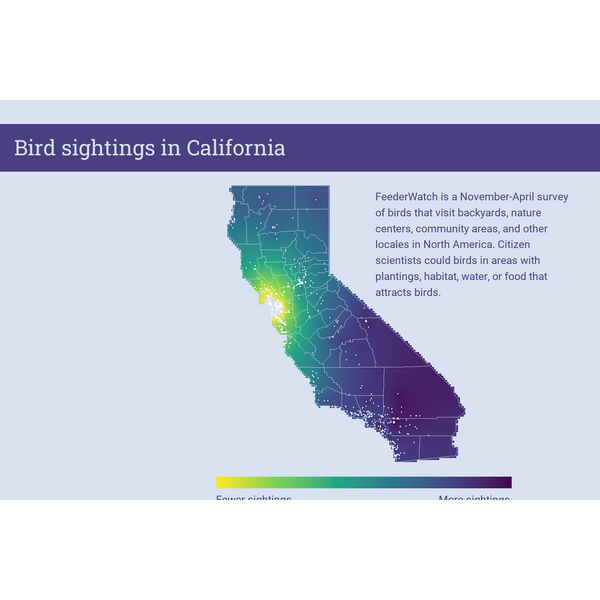 Bird sightings in California
FeederWatch is a November-April survey
of birds that visit backyards, nature
centers, community areas, and other
locales in North America. Citizen
scientists could birds in areas with
plantings, habitat, water, or food that
attracts birds.
Fewer sightings
More sightings